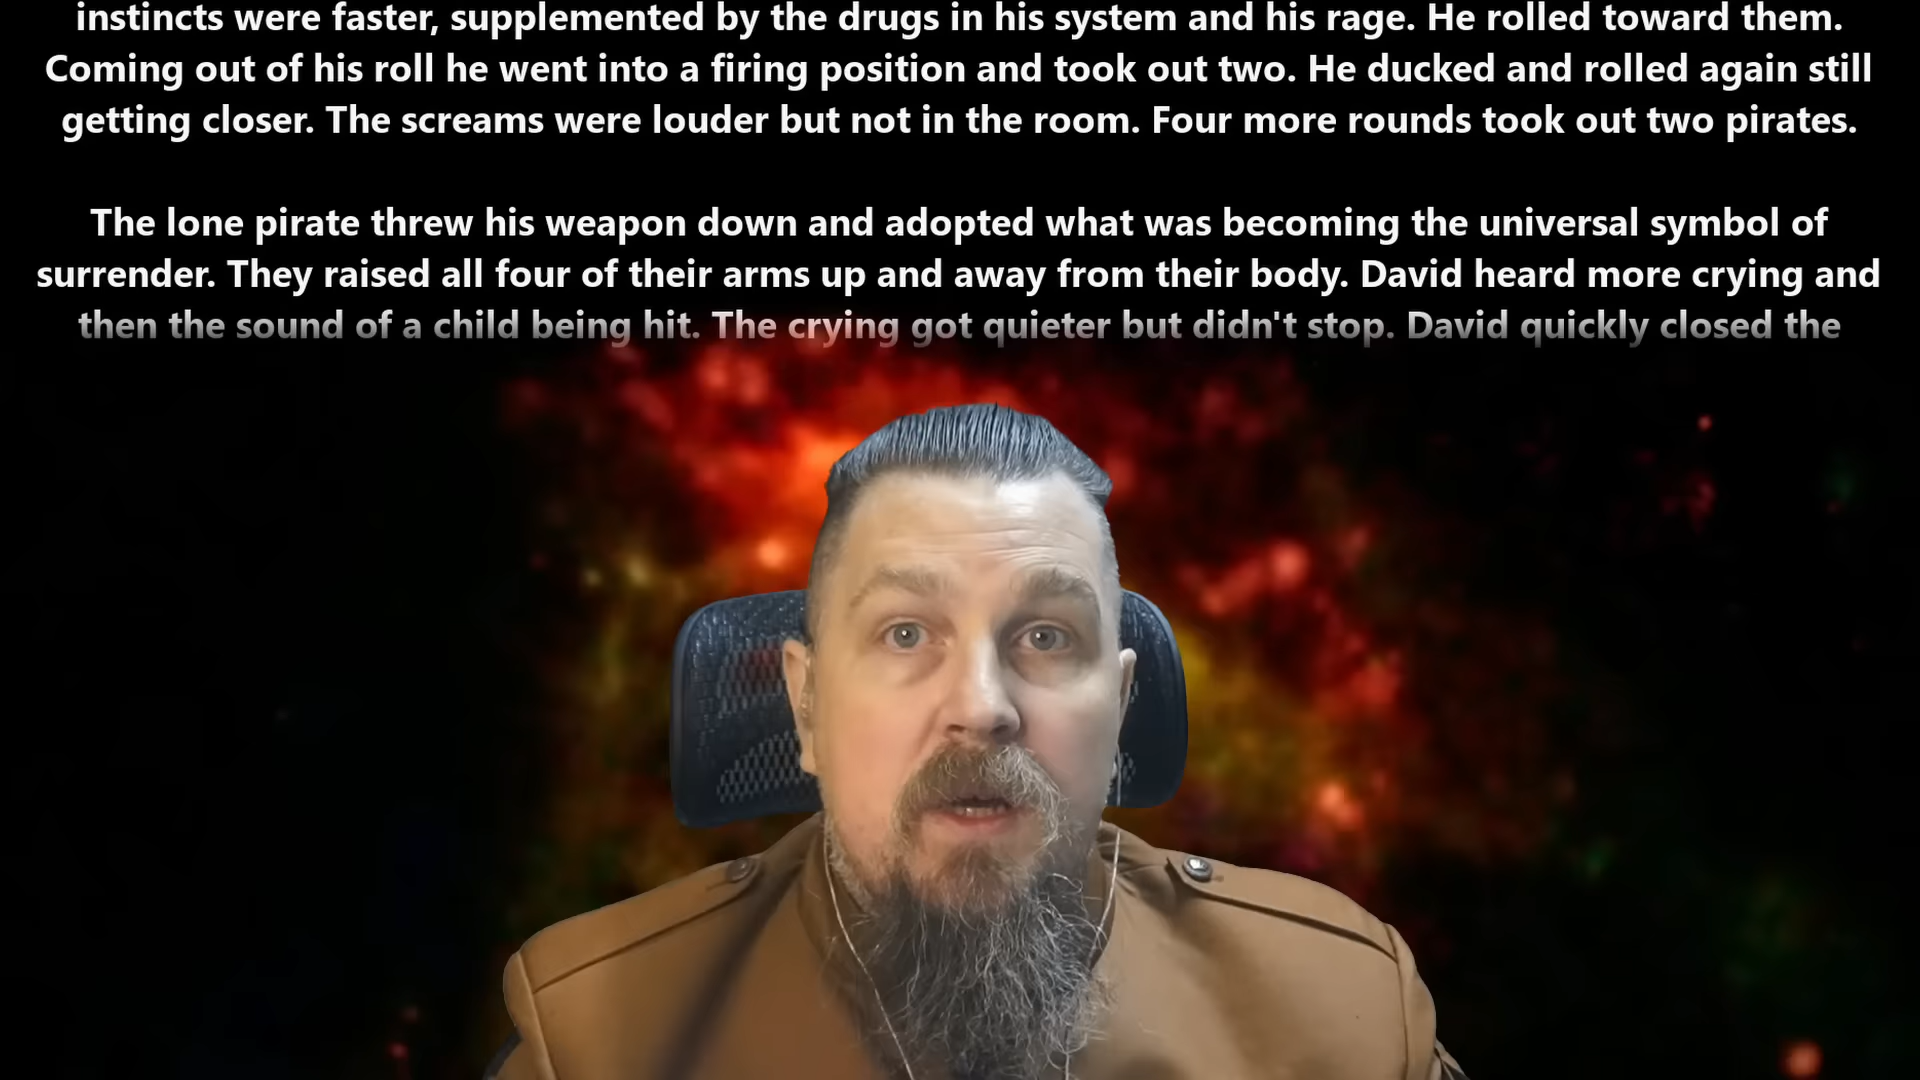 instincts were faster, supplemented by the drugs in his system and his rage. He rolled toward them.
Coming out of his roll he went into a firing position and took out two. He ducked and rolled again still
getting closer. The screams were louder but not in the room. Four more rounds took out two pirates.
The lone pirate threw his weapon down and adopted what was becoming the universal symbol of
surrender. They raised all four of their arms up and away from their body. David heard more crying and
then the sound of a child being hit. The crying got quieter but didn't stop. David quickly closed the